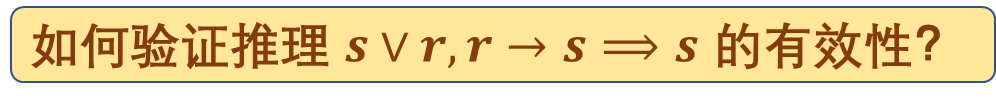 如何验证推理 s ∨ r, r → s ⟹ s 的有效性?